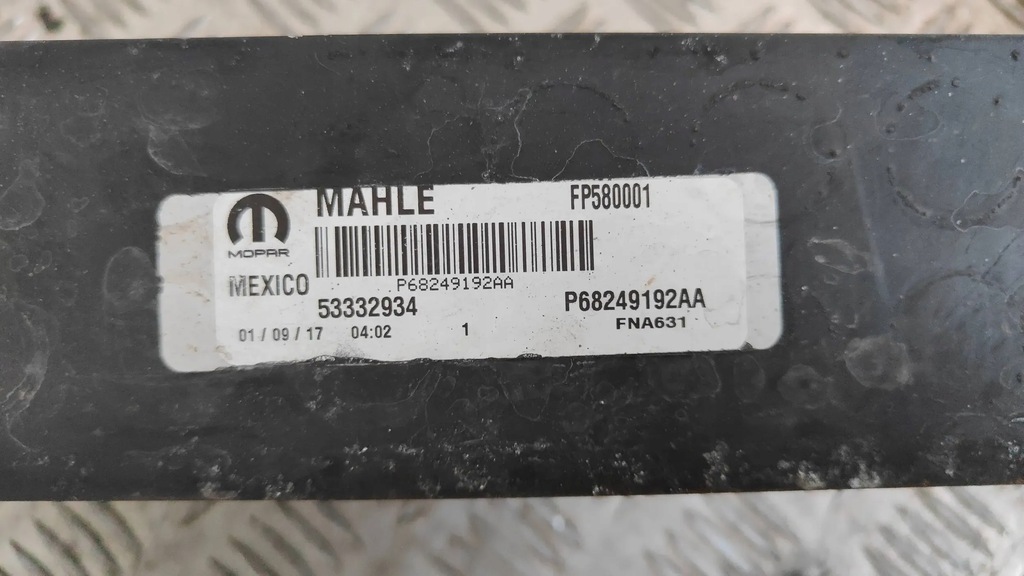 MAHLE FP580001
MOPAR
P68249192AA
MEXICO
53332934 P68249192AA
01 / 09 / 17 04:02 1 FNA631